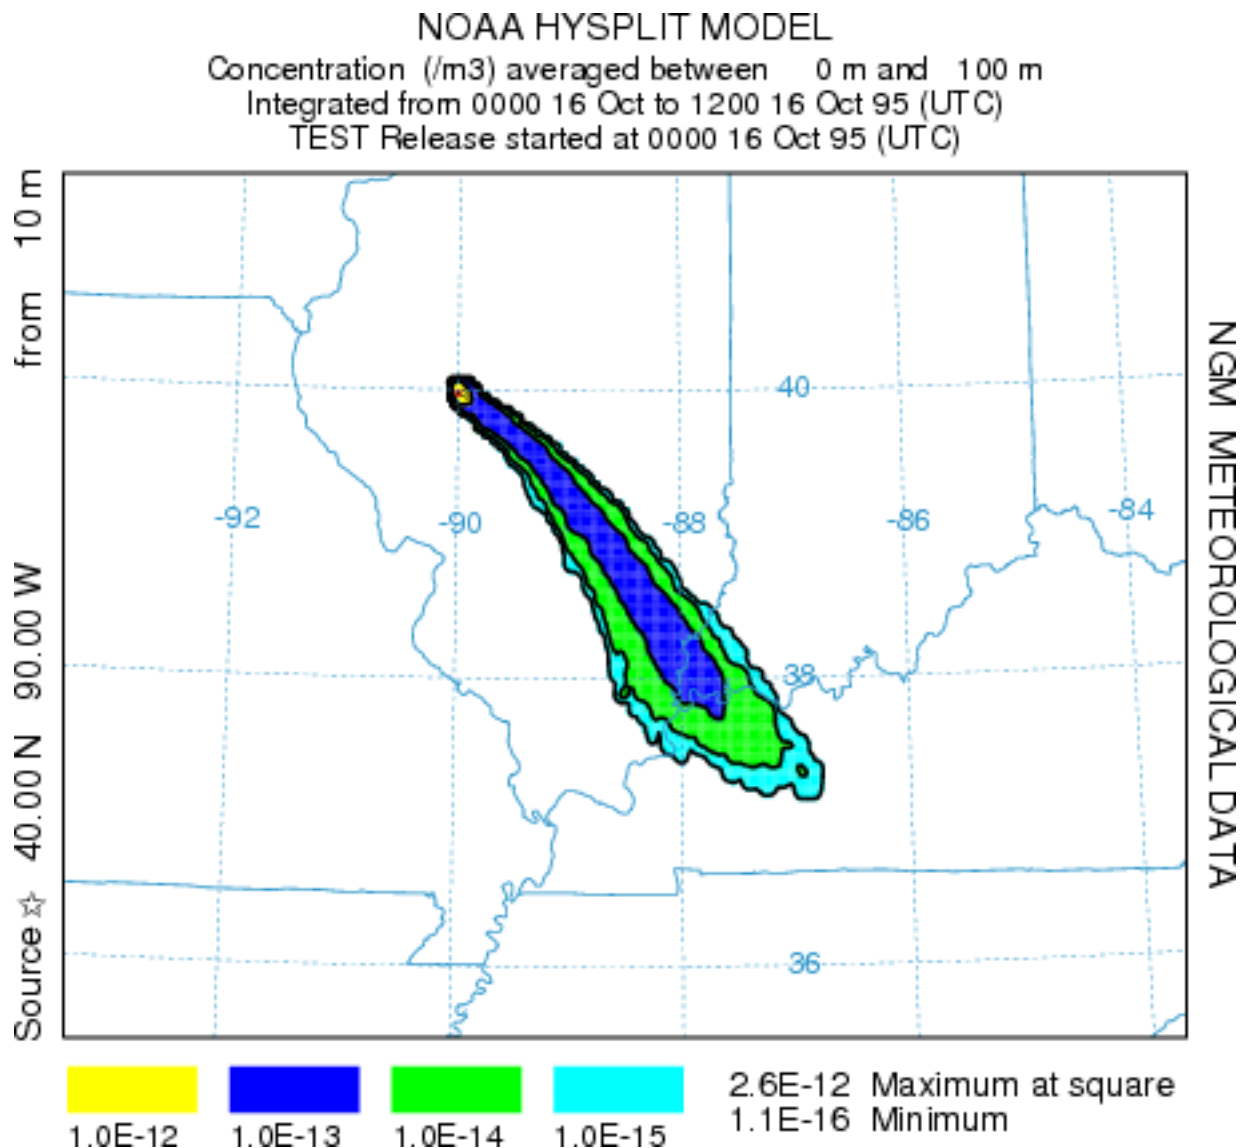 NOAA HYSPLIT MODEL
Concentration (/m3) averaged between 0 m and 100 m
Integrated from 0000 16 Oct to 1200 16 Oct 95 (UTC)
TEST Release started at 0000 16 Oct 95 (UTC)
Source ☆ 40.00 N 90.00 W from 10 m
40
-92
-90
-88
-86
-84
38
36
NGM METEOROLOGICAL DATA
1.0E-12
1.0E-13
1.0E-14
1.0E-15
2.6E-12 Maximum at square
1.1E-16 Minimum